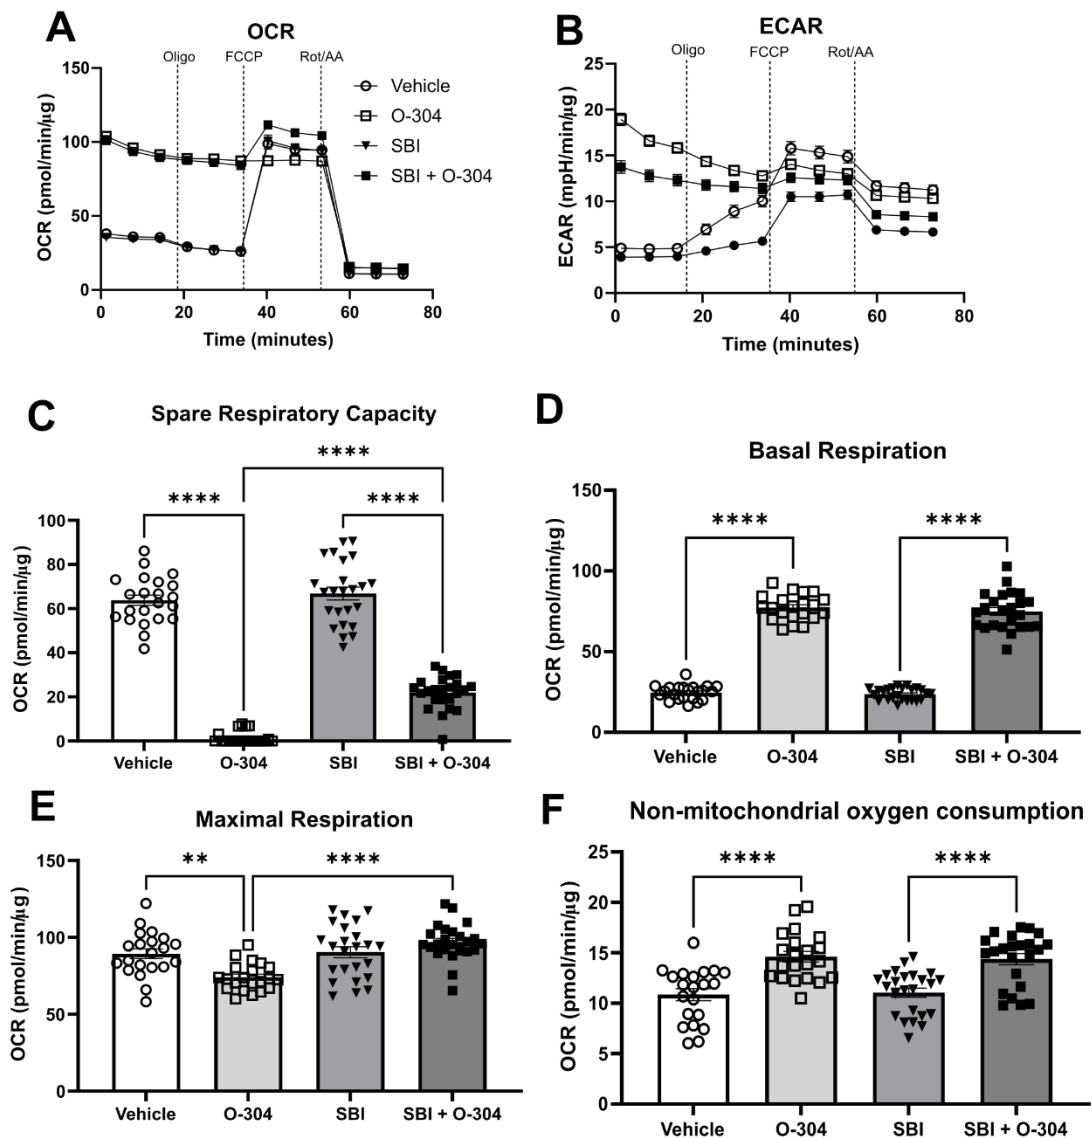 A
OCR
Oligo
FCCP
Rot/AA
150
100
50
0
OCR (pmol/min/µg)
0
20
40
60
80
Time (minutes)
Vehicle
O-304
SBI
SBI + O-304
B
ECAR
Oligo
FCCP
Rot/AA
25
20
15
10
5
0
ECAR (mpH/min/µg)
0
20
40
60
80
Time (minutes)
C
Spare Respiratory Capacity
****
****
****
100
80
60
40
20
0
OCR (pmol/min/µg)
Vehicle
O-304
SBI
SBI + O-304
D
Basal Respiration
****
****
150
100
50
0
OCR (pmol/min/µg)
Vehicle
O-304
SBI
SBI + O-304
E
Maximal Respiration
**
****
150
100
50
0
OCR (pmol/min/µg)
Vehicle
O-304
SBI
SBI + O-304
F
Non-mitochondrial oxygen consumption
****
****
25
20
15
10
5
0
OCR (pmol/min/µg)
Vehicle
O-304
SBI
SBI + O-304